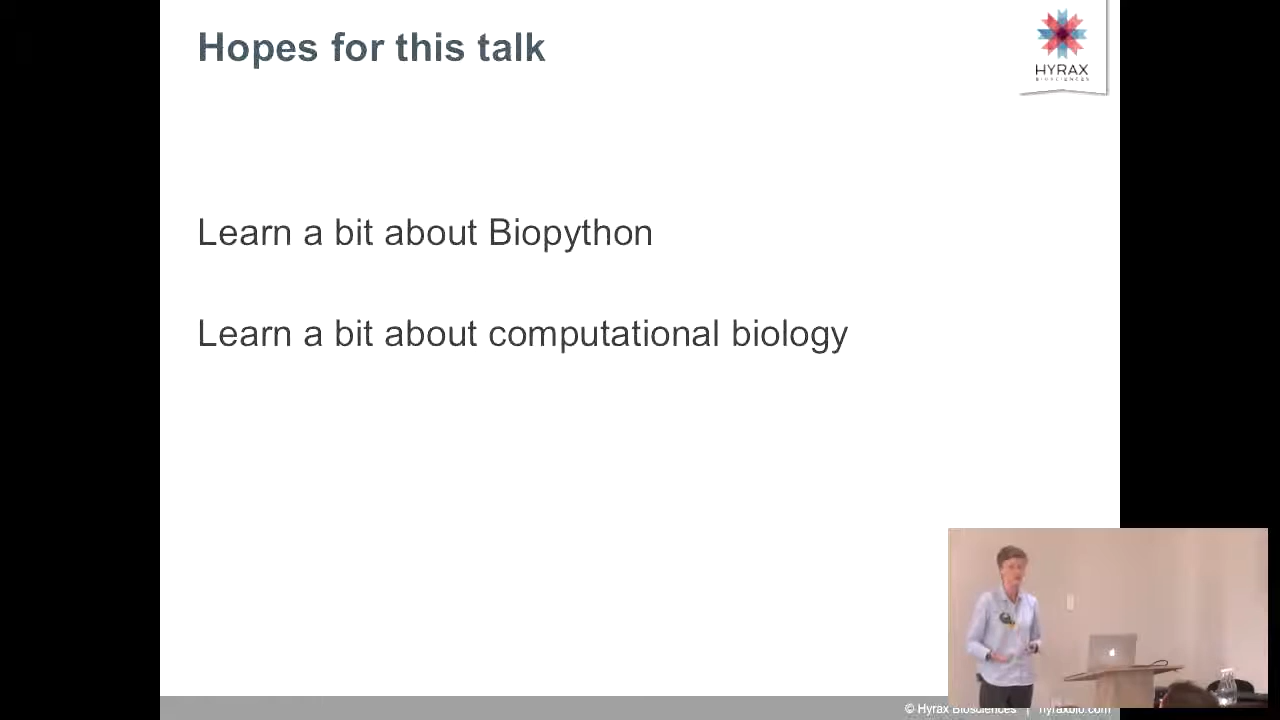 Hopes for this talk
HYRAX
BIOSCIENCES
Learn a bit about Biopython
Learn a bit about computational biology
© Hyrax Biosciences | hyraxbio.com